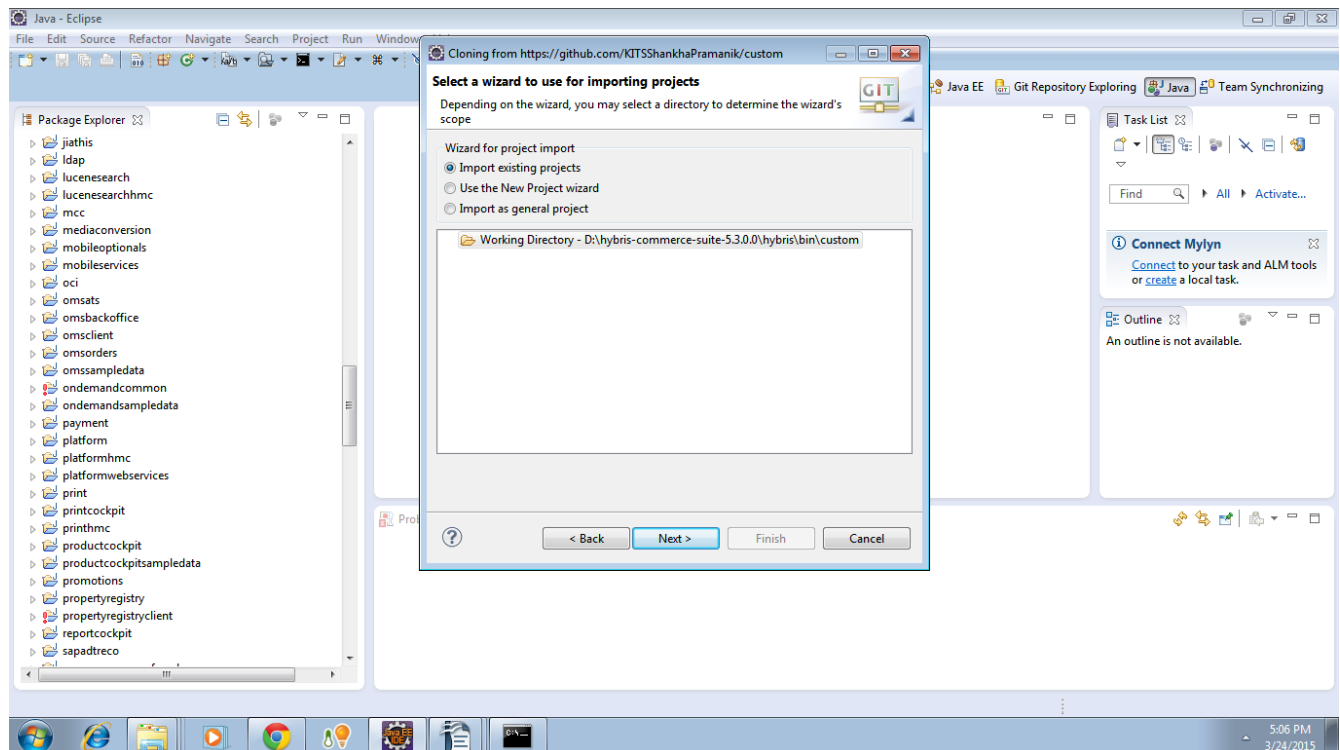 Java - Eclipse
File Edit Source Refactor Navigate Search Project Run Window
Java EE Git Repository Exploring Java Team Synchronizing
Package Explorer
jiathis
ldap
lucenesearch
lucenesearchhmc
mcc
mediaconversion
mobileoptionals
mobileservices
oci
omsats
omsbackoffice
omsclient
omsorders
omssampledata
ondemandcommon
ondemandsampledata
payment
platform
platformhmc
platformwebservices
print
printcockpit
printhmc
productcockpit
productcockpitsampledata
promotions
propertyregistry
propertyregistryclient
reportcockpit
sapadtreco
Cloning from https://github.com/KITSShankhaPramanik/custom
Select a wizard to use for importing projects
Depending on the wizard, you may select a directory to determine the wizard's
scope
GIT
Wizard for project import
Import existing projects
Use the New Project wizard
Import as general project
Working Directory - D:\hybris-commerce-suite-5.3.0.0\hybris\bin\custom
< Back Next > Finish Cancel
Prob
Task List
Find All Activate...
Connect Mylyn
Connect to your task and ALM tools
or create a local task.
Outline
An outline is not available.
5:06 PM
3/24/2015